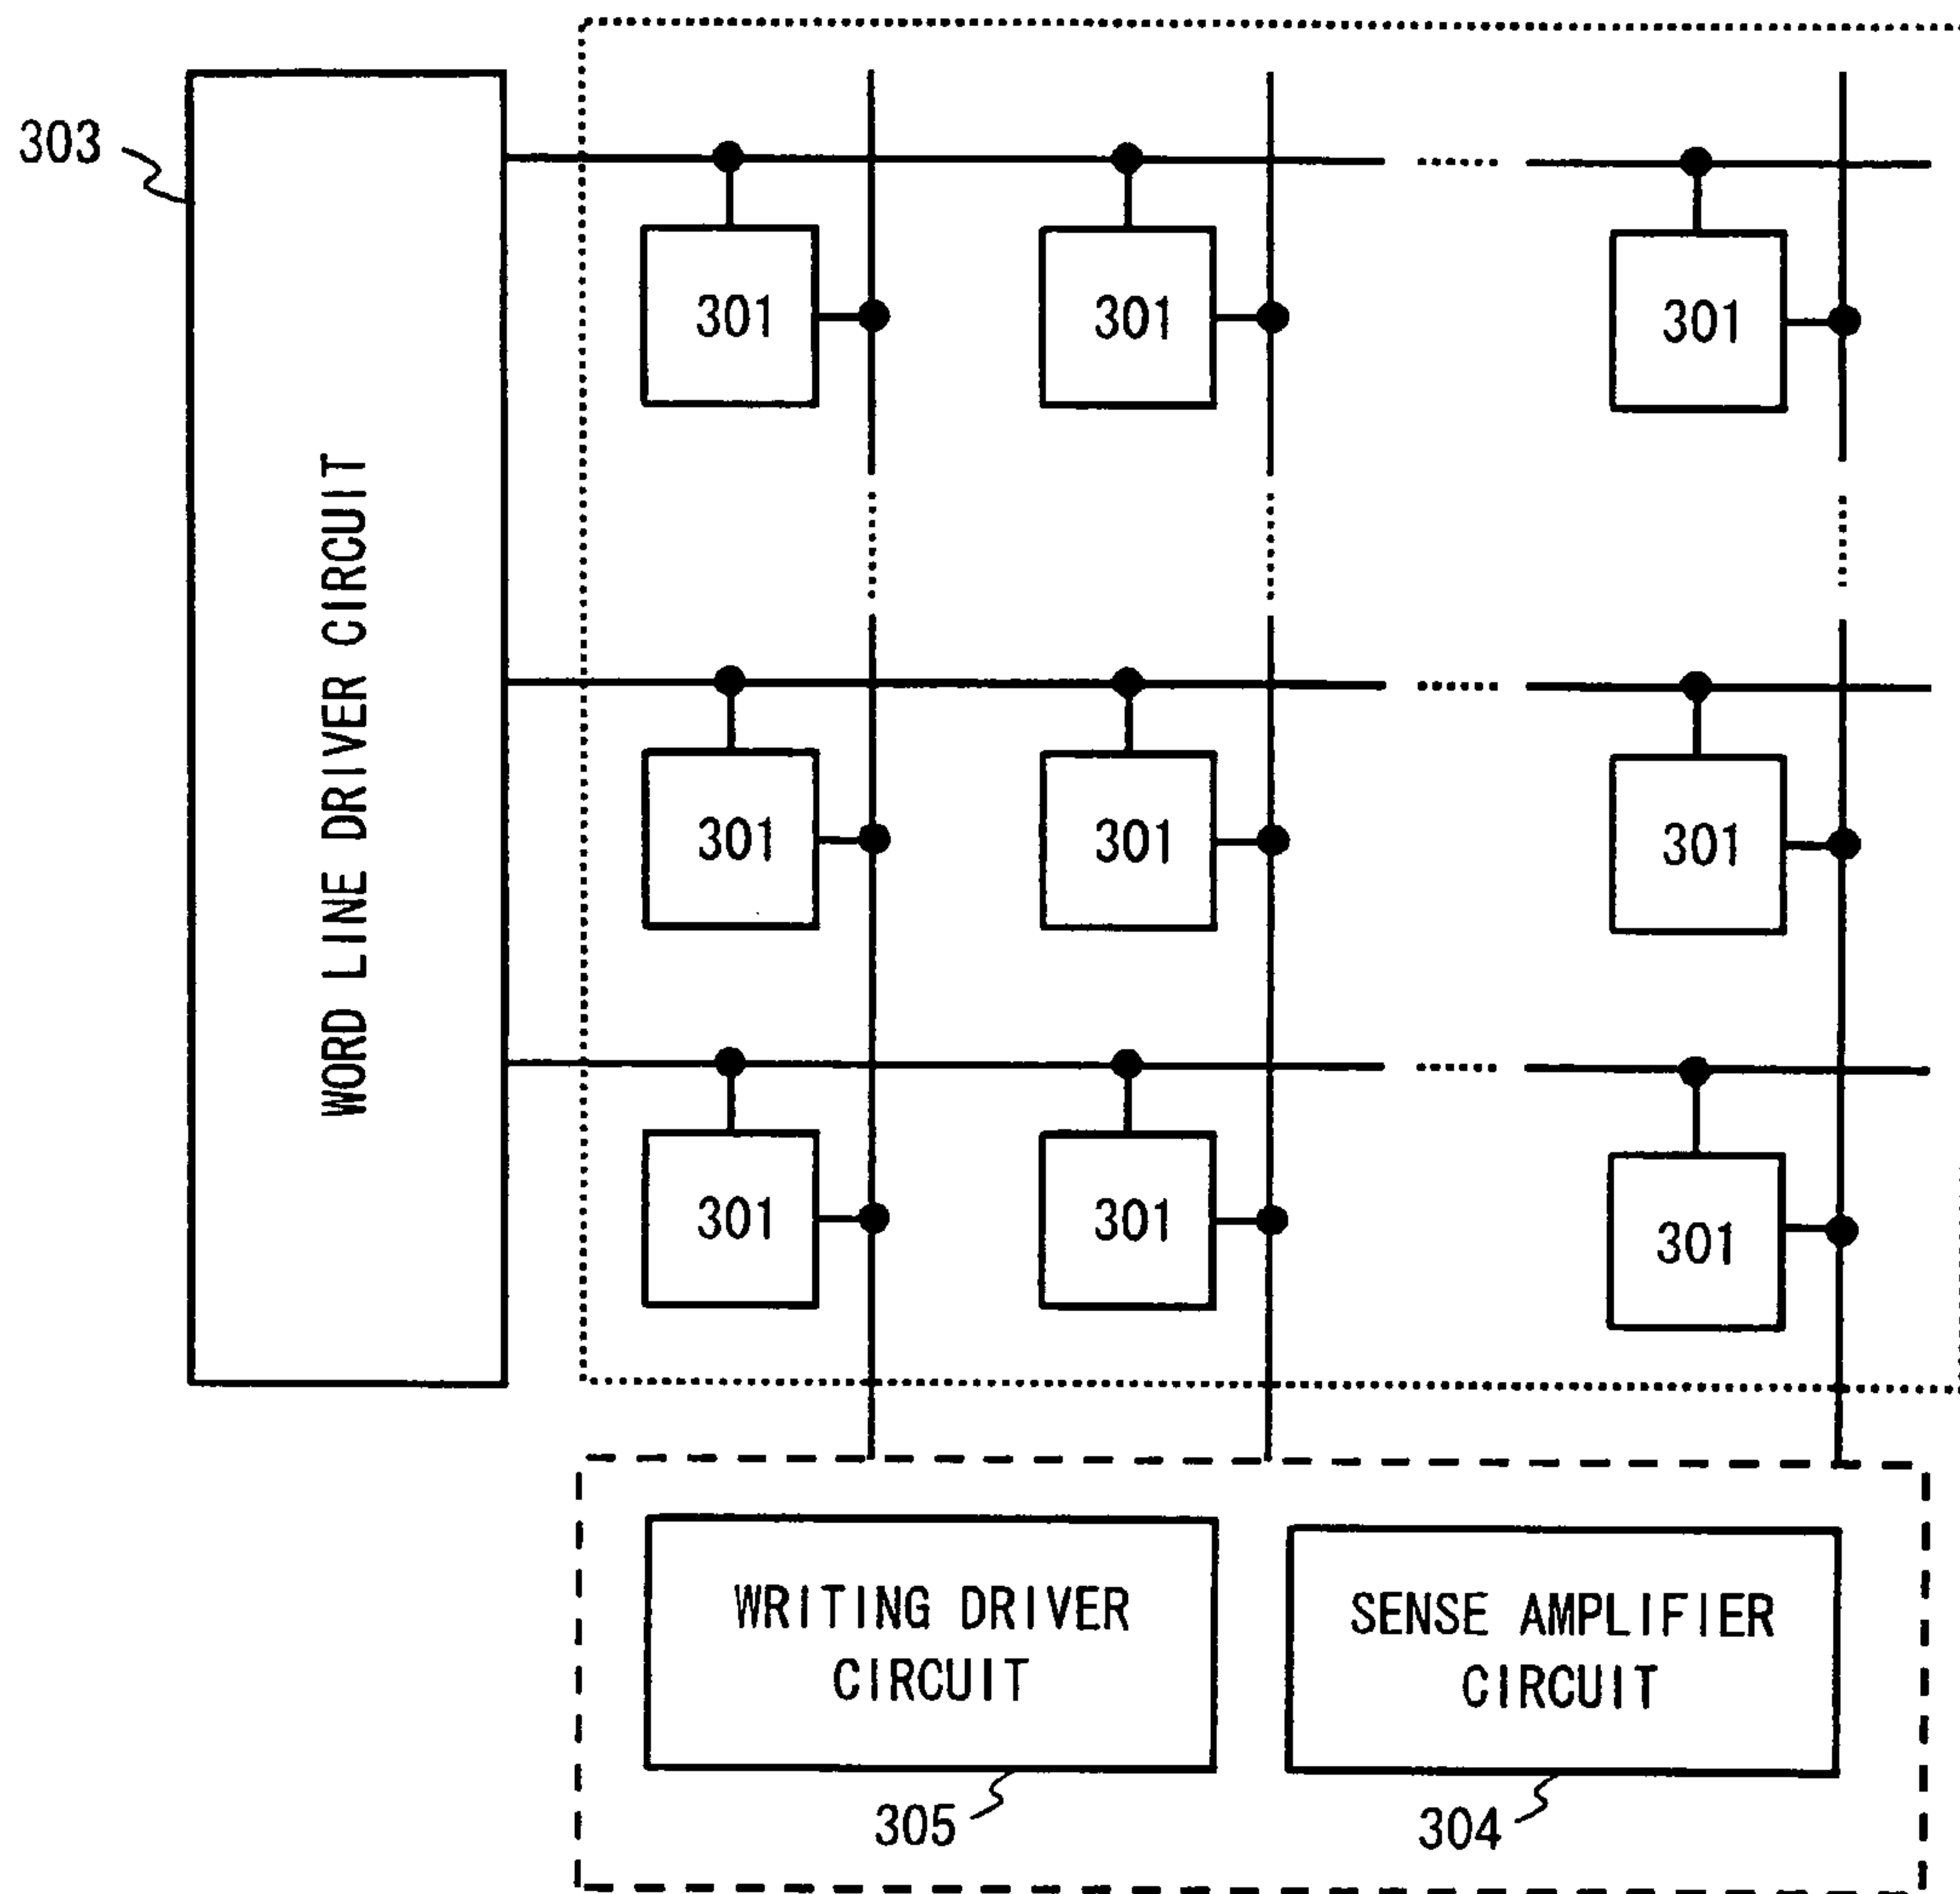 303
301 301 301
WORD LINE DRIVER CIRCUIT
301 301 301
301 301 301
WRITING DRIVER
CIRCUIT
SENSE AMPLIFIER
CIRCUIT
305
304